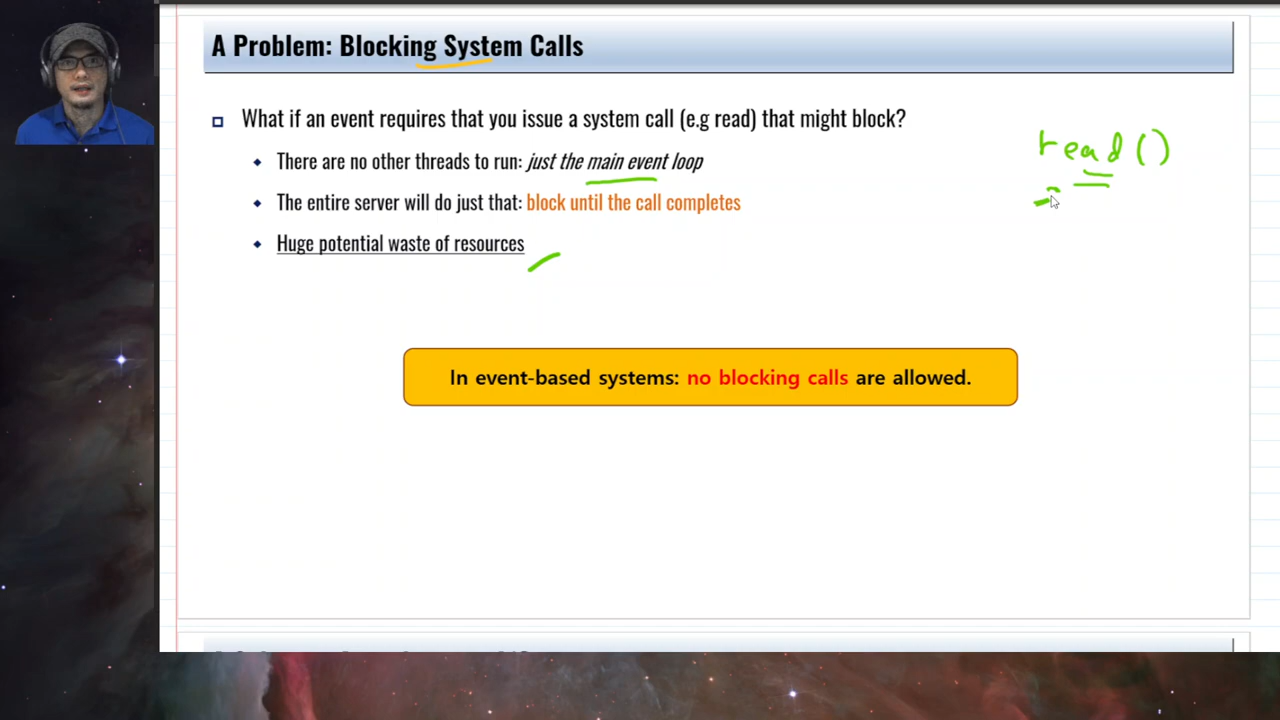 A Problem: Blocking System Calls
What if an event requires that you issue a system call (e.g read) that might block?
There are no other threads to run: just the main event loop
The entire server will do just that: block until the call completes
Huge potential waste of resources
read()
In event-based systems: no blocking calls are allowed.